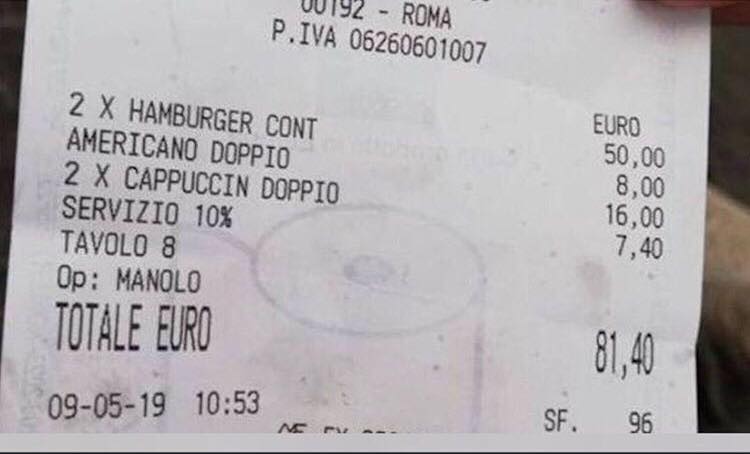 00192 - ROMA
P.IVA 06260601007
EURO
2 X HAMBURGER CONT 50,00
AMERICANO DOPPIO 8,00
2 X CAPPUCCIN DOPPIO 16,00
SERVIZIO 10% 7,40
TAVOLO 8
Op: MANOLO
TOTALE EURO 81,40
09-05-19 10:53 SF. 96